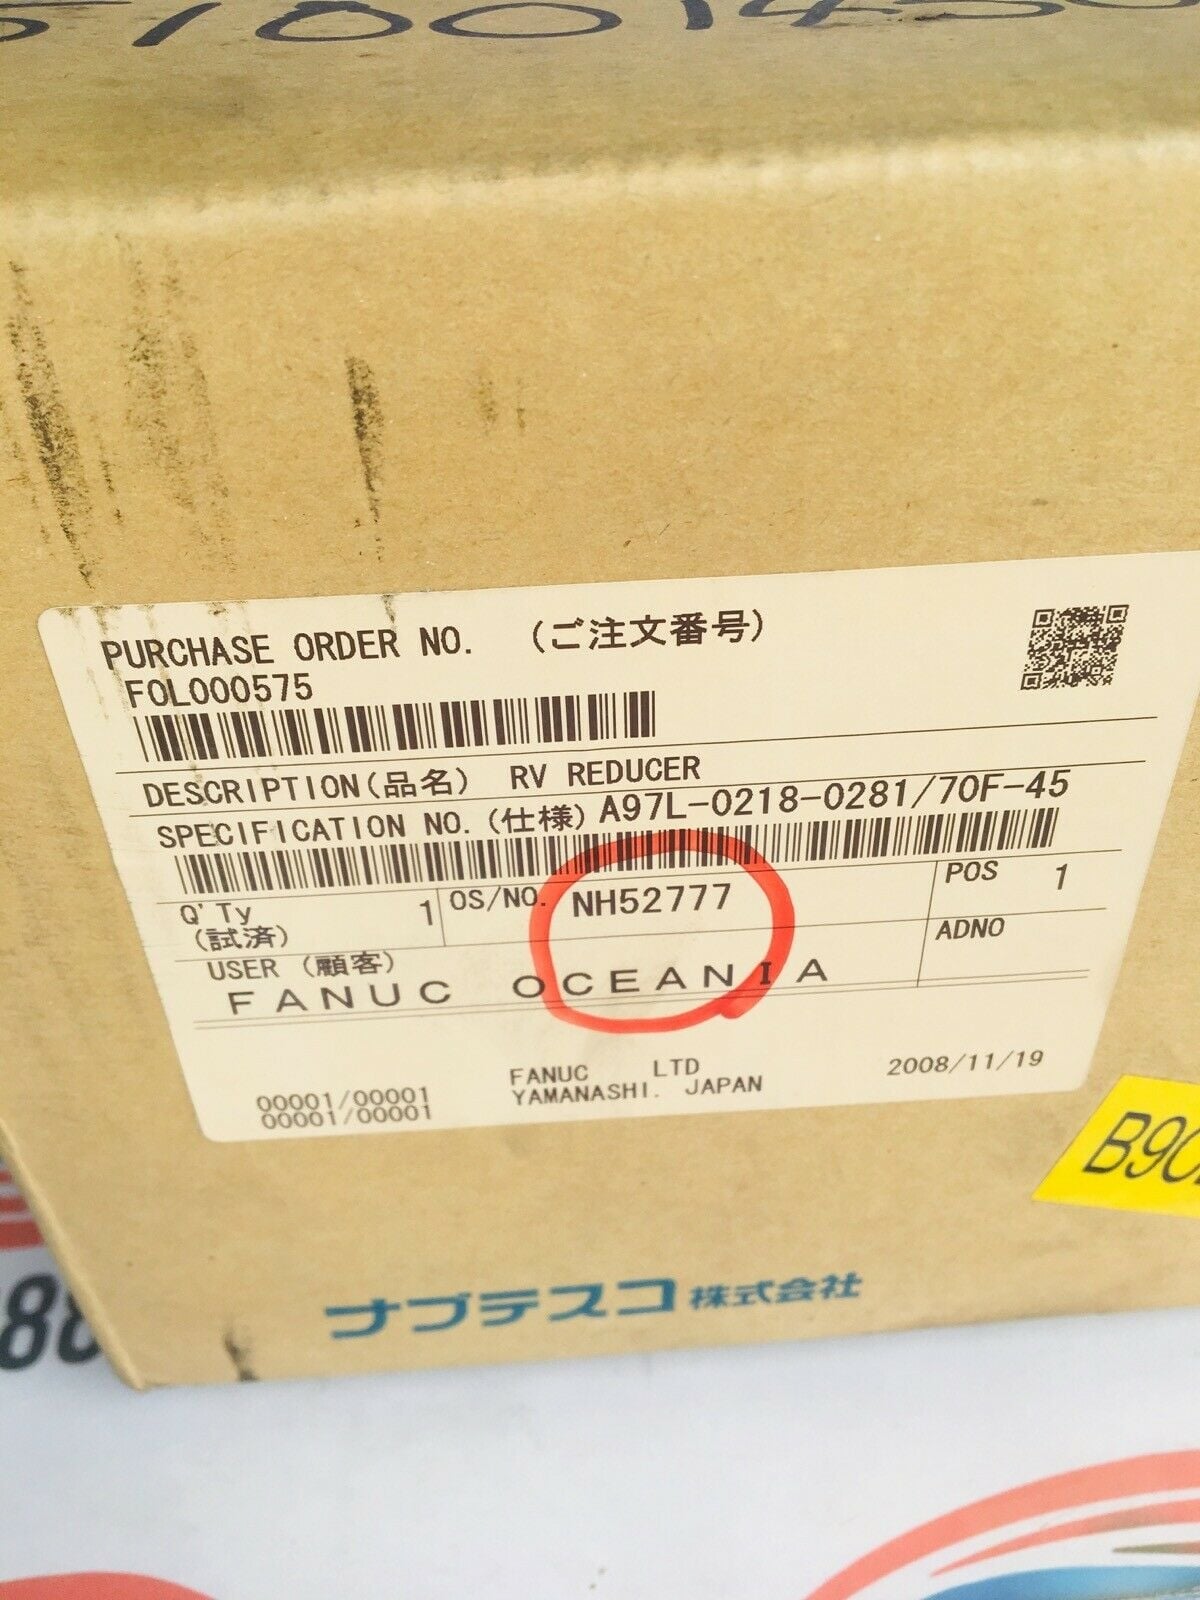 PURCHASE ORDER NO. (ご注文番号)
FOL000575
DESCRIPTION(品名) RV REDUCER
SPECIFICATION NO.(仕様) A97L-0218-0281/70F-45
Q'Ty 1 OS/NO. NH52777 POS 1
(試済)
ADNO
USER (顧客)
FANUC OCEANIA
FANUC LTD
YAMANASHI. JAPAN
2008/11/19
00001/00001
00001/00001
ナブテスコ 株式会社